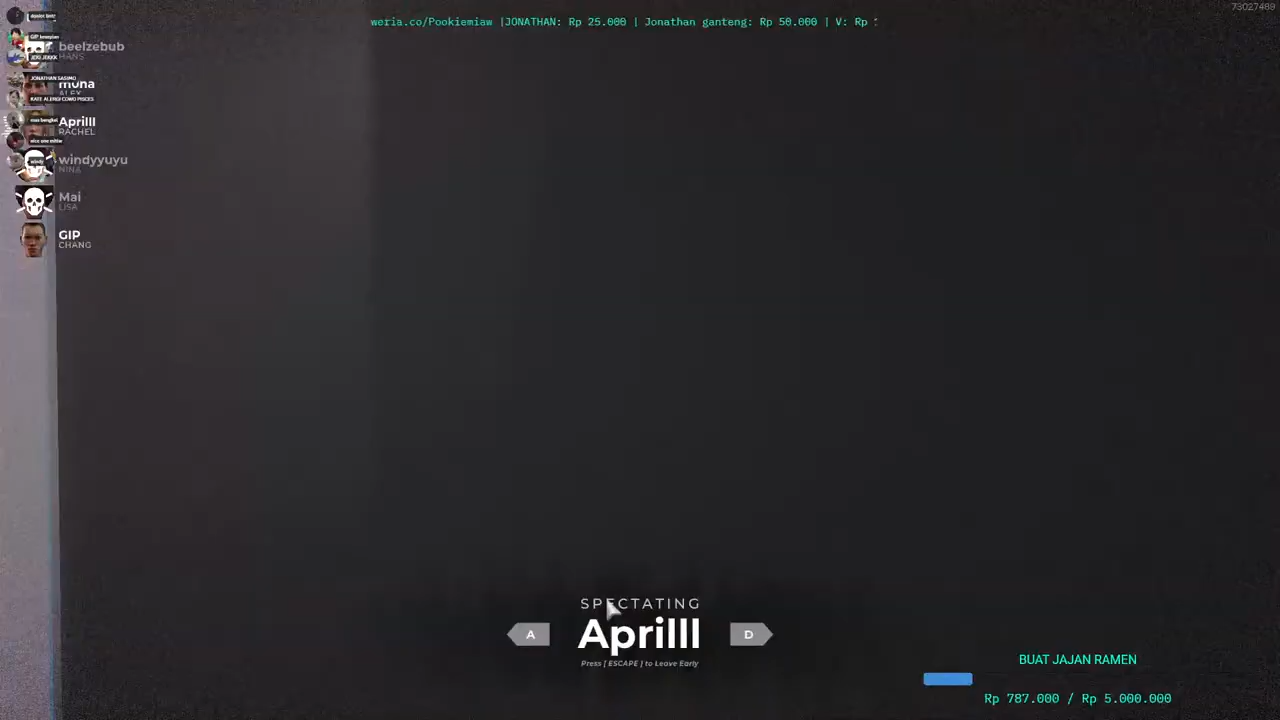 73027489
weria.co/Pookiemiaw |JONATHAN: Rp 25.000 | Jonathan ganteng: Rp 50.000 | V: Rp
beelzebub
HANS
JONATHAN SASIMO
muna
ALEX
Aprilll
RACHEL
windyyuyu
NINA
Mai
LISA
GIP
CHANG
SPECTATING
A
Aprilll
D
Press [ ESCAPE ] to Leave Early
BUAT JAJAN RAMEN
Rp 787.000 / Rp 5.000.000